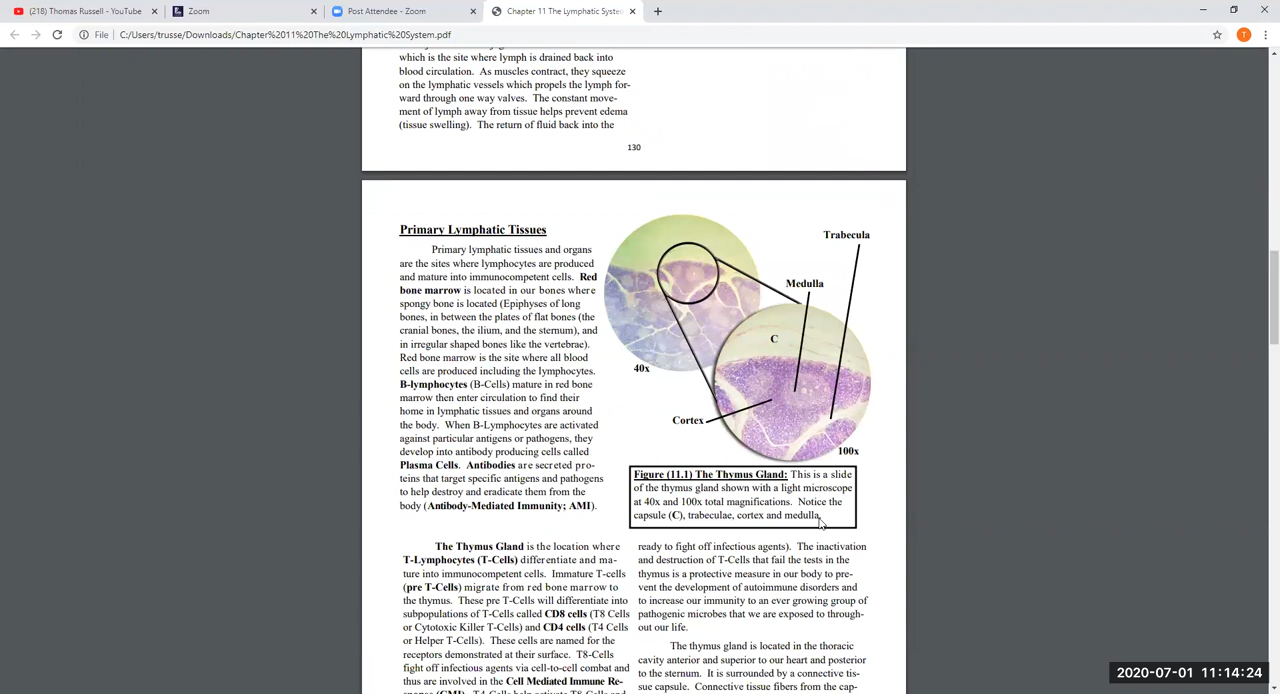 (218) Thomas Russell - YouTube
Zoom
Post Attendee - Zoom
Chapter 11 The Lymphatic Syste
File
C:/Users/trusse/Downloads/Chapter%2011%20The%20Lymphatic%20System.pdf
T
which is the site where lymph is drained back into
blood circulation. As muscles contract, they squeeze
on the lymphatic vessels which propels the lymph for-
ward through one way valves. The constant move-
ment of lymph away from tissue helps prevent edema
(tissue swelling). The return of fluid back into the
130
Primary Lymphatic Tissues
Primary lymphatic tissues and organs
are the sites where lymphocytes are produced
and mature into immunocompetent cells. Red
bone marrow is located in our bones where
spongy bone is located (Epiphyses of long
bones, in between the plates of flat bones (the
cranial bones, the ilium, and the sternum), and
in irregular shaped bones like the vertebrae).
Red bone marrow is the site where all blood
cells are produced including the lymphocytes.
B-lymphocytes (B-Cells) mature in red bone
marrow then enter circulation to find their
home in lymphatic tissues and organs around
the body. When B-Lymphocytes are activated
against particular antigens or pathogens, they
develop into antibody producing cells called
Plasma Cells. Antibodies are secreted pro-
teins that target specific antigens and pathogens
to help destroy and eradicate them from the
body (Antibody-Mediated Immunity; AMI).
Trabecula
Medulla
C
40x
Cortex
100x
Figure (11.1) The Thymus Gland: This is a slide
of the thymus gland shown with a light microscope
at 40x and 100x total magnifications. Notice the
capsule (C), trabeculae, cortex and medulla.
The Thymus Gland is the location where
T-Lymphocytes (T-Cells) differentiate and ma-
ture into immunocompetent cells. Immature T-cells
(pre T-Cells) migrate from red bone marrow to
the thymus. These pre T-Cells will differentiate into
subpopulations of T-Cells called CD8 cells (T8 Cells
or Cytotoxic Killer T-Cells) and CD4 cells (T4 Cells
or Helper T-Cells). These cells are named for the
receptors demonstrated at their surface. T8-Cells
fight off infectious agents via cell-to-cell combat and
thus are involved in the Cell Mediated Immune Re-
sponse (CMI). T4-Cells help activate T8-Cells and
ready to fight off infectious agents). The inactivation
and destruction of T-Cells that fail the tests in the
thymus is a protective measure in our body to pre-
vent the development of autoimmune disorders and
to increase our immunity to an ever growing group of
pathogenic microbes that we are exposed to through-
out our life.
The thymus gland is located in the thoracic
cavity anterior and superior to our heart and posterior
to the sternum. It is surrounded by a connective tis-
sue capsule. Connective tissue fibers from the cap-
2020-07-01 11:14:24